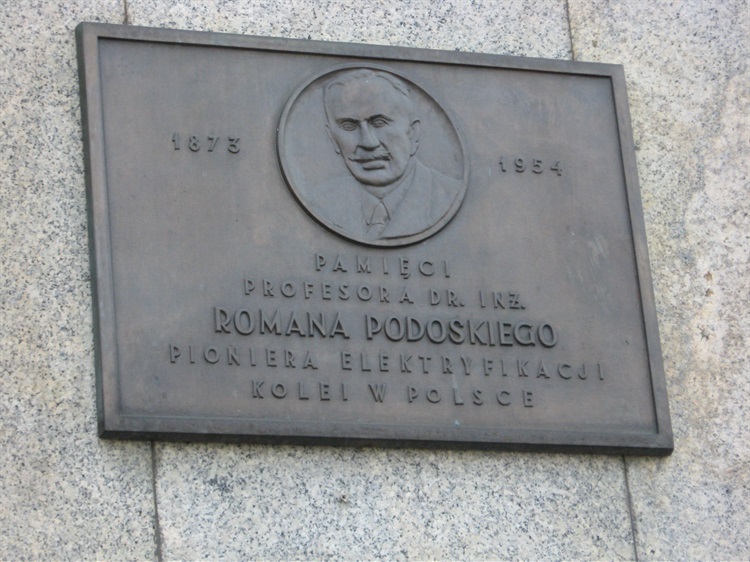 1873 1954
PAMIĘCI
PROFESORA DR. INŻ.
ROMANA PODOSKIEGO
PIONIERA ELEKTRYFIKACJI
KOLEI W POLSCE